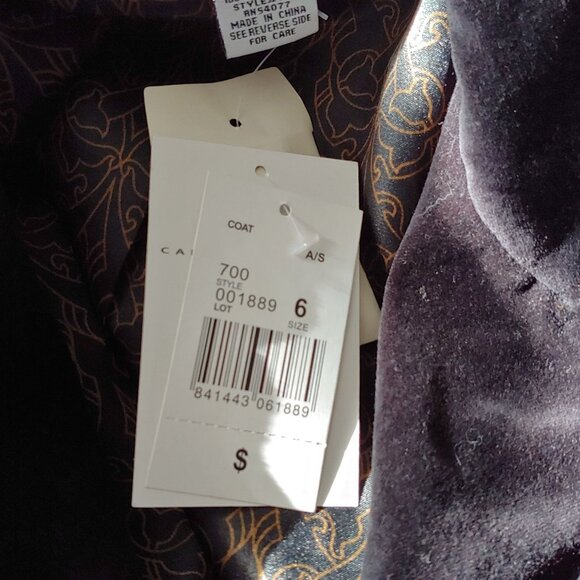 STYLE
RN54077
MADE IN CHINA
SEE REVERSE SIDE
FOR CARE
COAT
A/S
CA
700
STYLE
001889 6
LOT SIZE
841443 061889
$